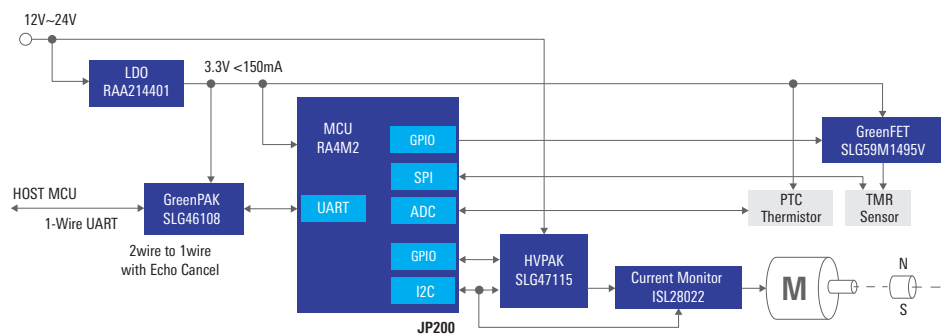 12V~24V
LDO
RAA214401
3.3V <150mA
MCU
RA4M2
GPIO
GreenFET
SLG59M1495V
SPI
HOST MCU
1-Wire UART
GreenPAK
SLG46108
UART
ADC
PTC
Thermistor
TMR
Sensor
2wire to 1wire
with Echo Cancel
GPIO
HVPAK
SLG47115
I2C
Current Monitor
ISL28022
M
N
S
JP200